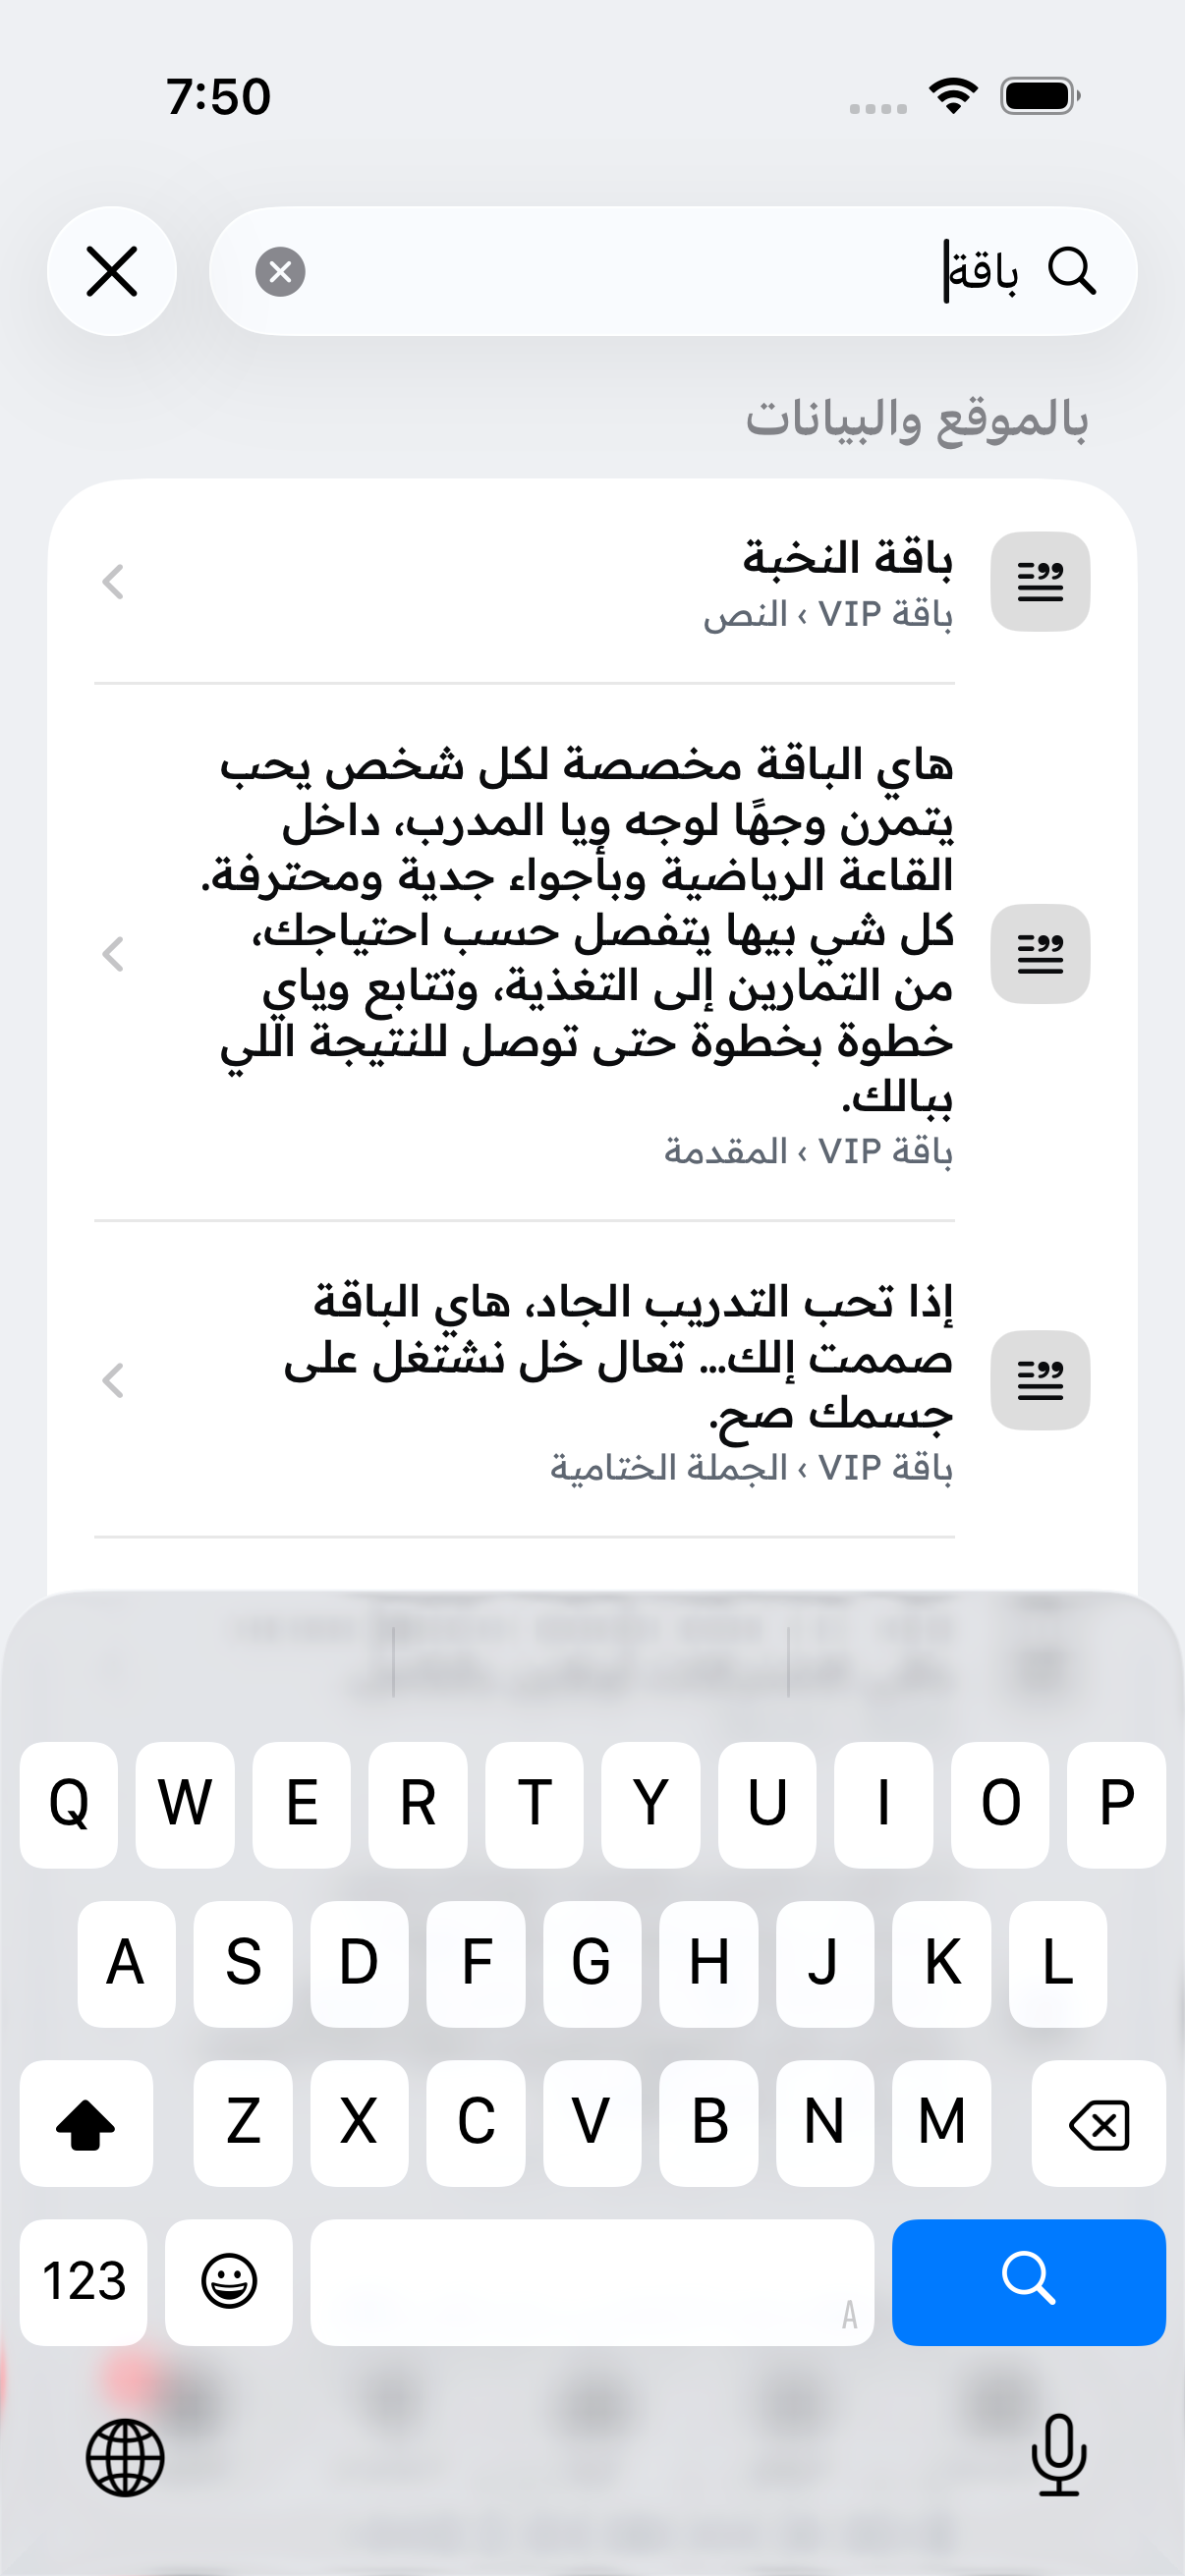 7:50
باقة
بالموقع والبيانات
باقة النخبة
باقة VIP › النص
هاي الباقة مخصصة لكل شخص يحب
يتمرن وجهًا لوجه ويا المدرب، داخل
القاعة الرياضية وبأجواء جدية ومحترفة.
كل شي بيها يتفصل حسب احتياجك،
من التمارين إلى التغذية، وتتابع وياي
خطوة بخطوة حتى توصل للنتيجة اللي
ببالك.
باقة VIP › المقدمة
إذا تحب التدريب الجاد، هاي الباقة
صممت إلك... تعال خل نشتغل على
جسمك صح.
باقة VIP › الجملة الختامية
Q W E R T Y U I O P
A S D F G H J K L
Z X C V B N M
123
A